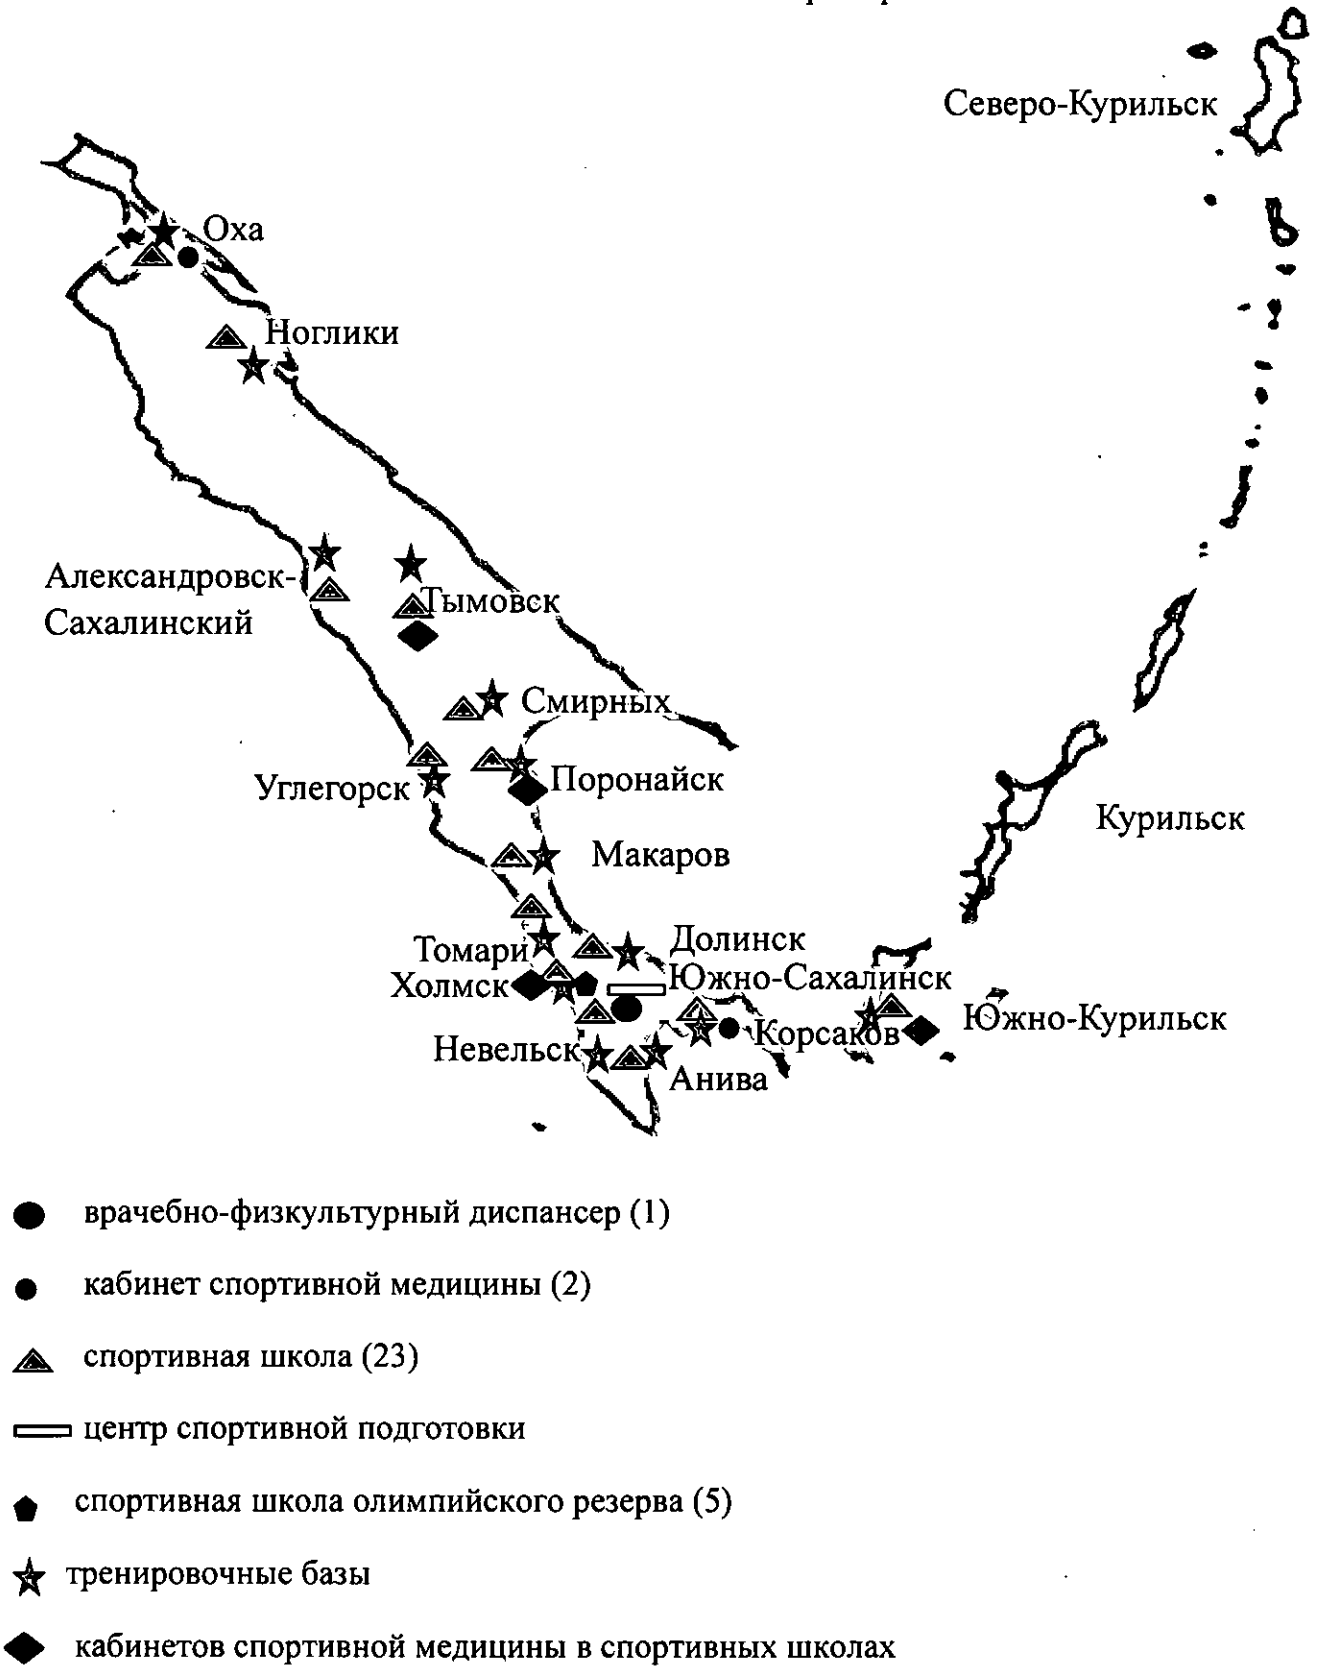 Северо-Курильск
Оха
Ноглики
Александровск-
Сахалинский
Тымовск
Смирных
Углегорск
Поронайск
Курильск
Макаров
Томари
Долинск
Холмск
Южно-Сахалинск
Южно-Курильск
Корсаков
Невельск
Анива
врачебно-физкультурный диспансер (1)
кабинет спортивной медицины (2)
спортивная школа (23)
центр спортивной подготовки
спортивная школа олимпийского резерва (5)
тренировочные базы
кабинетов спортивной медицины в спортивных школах